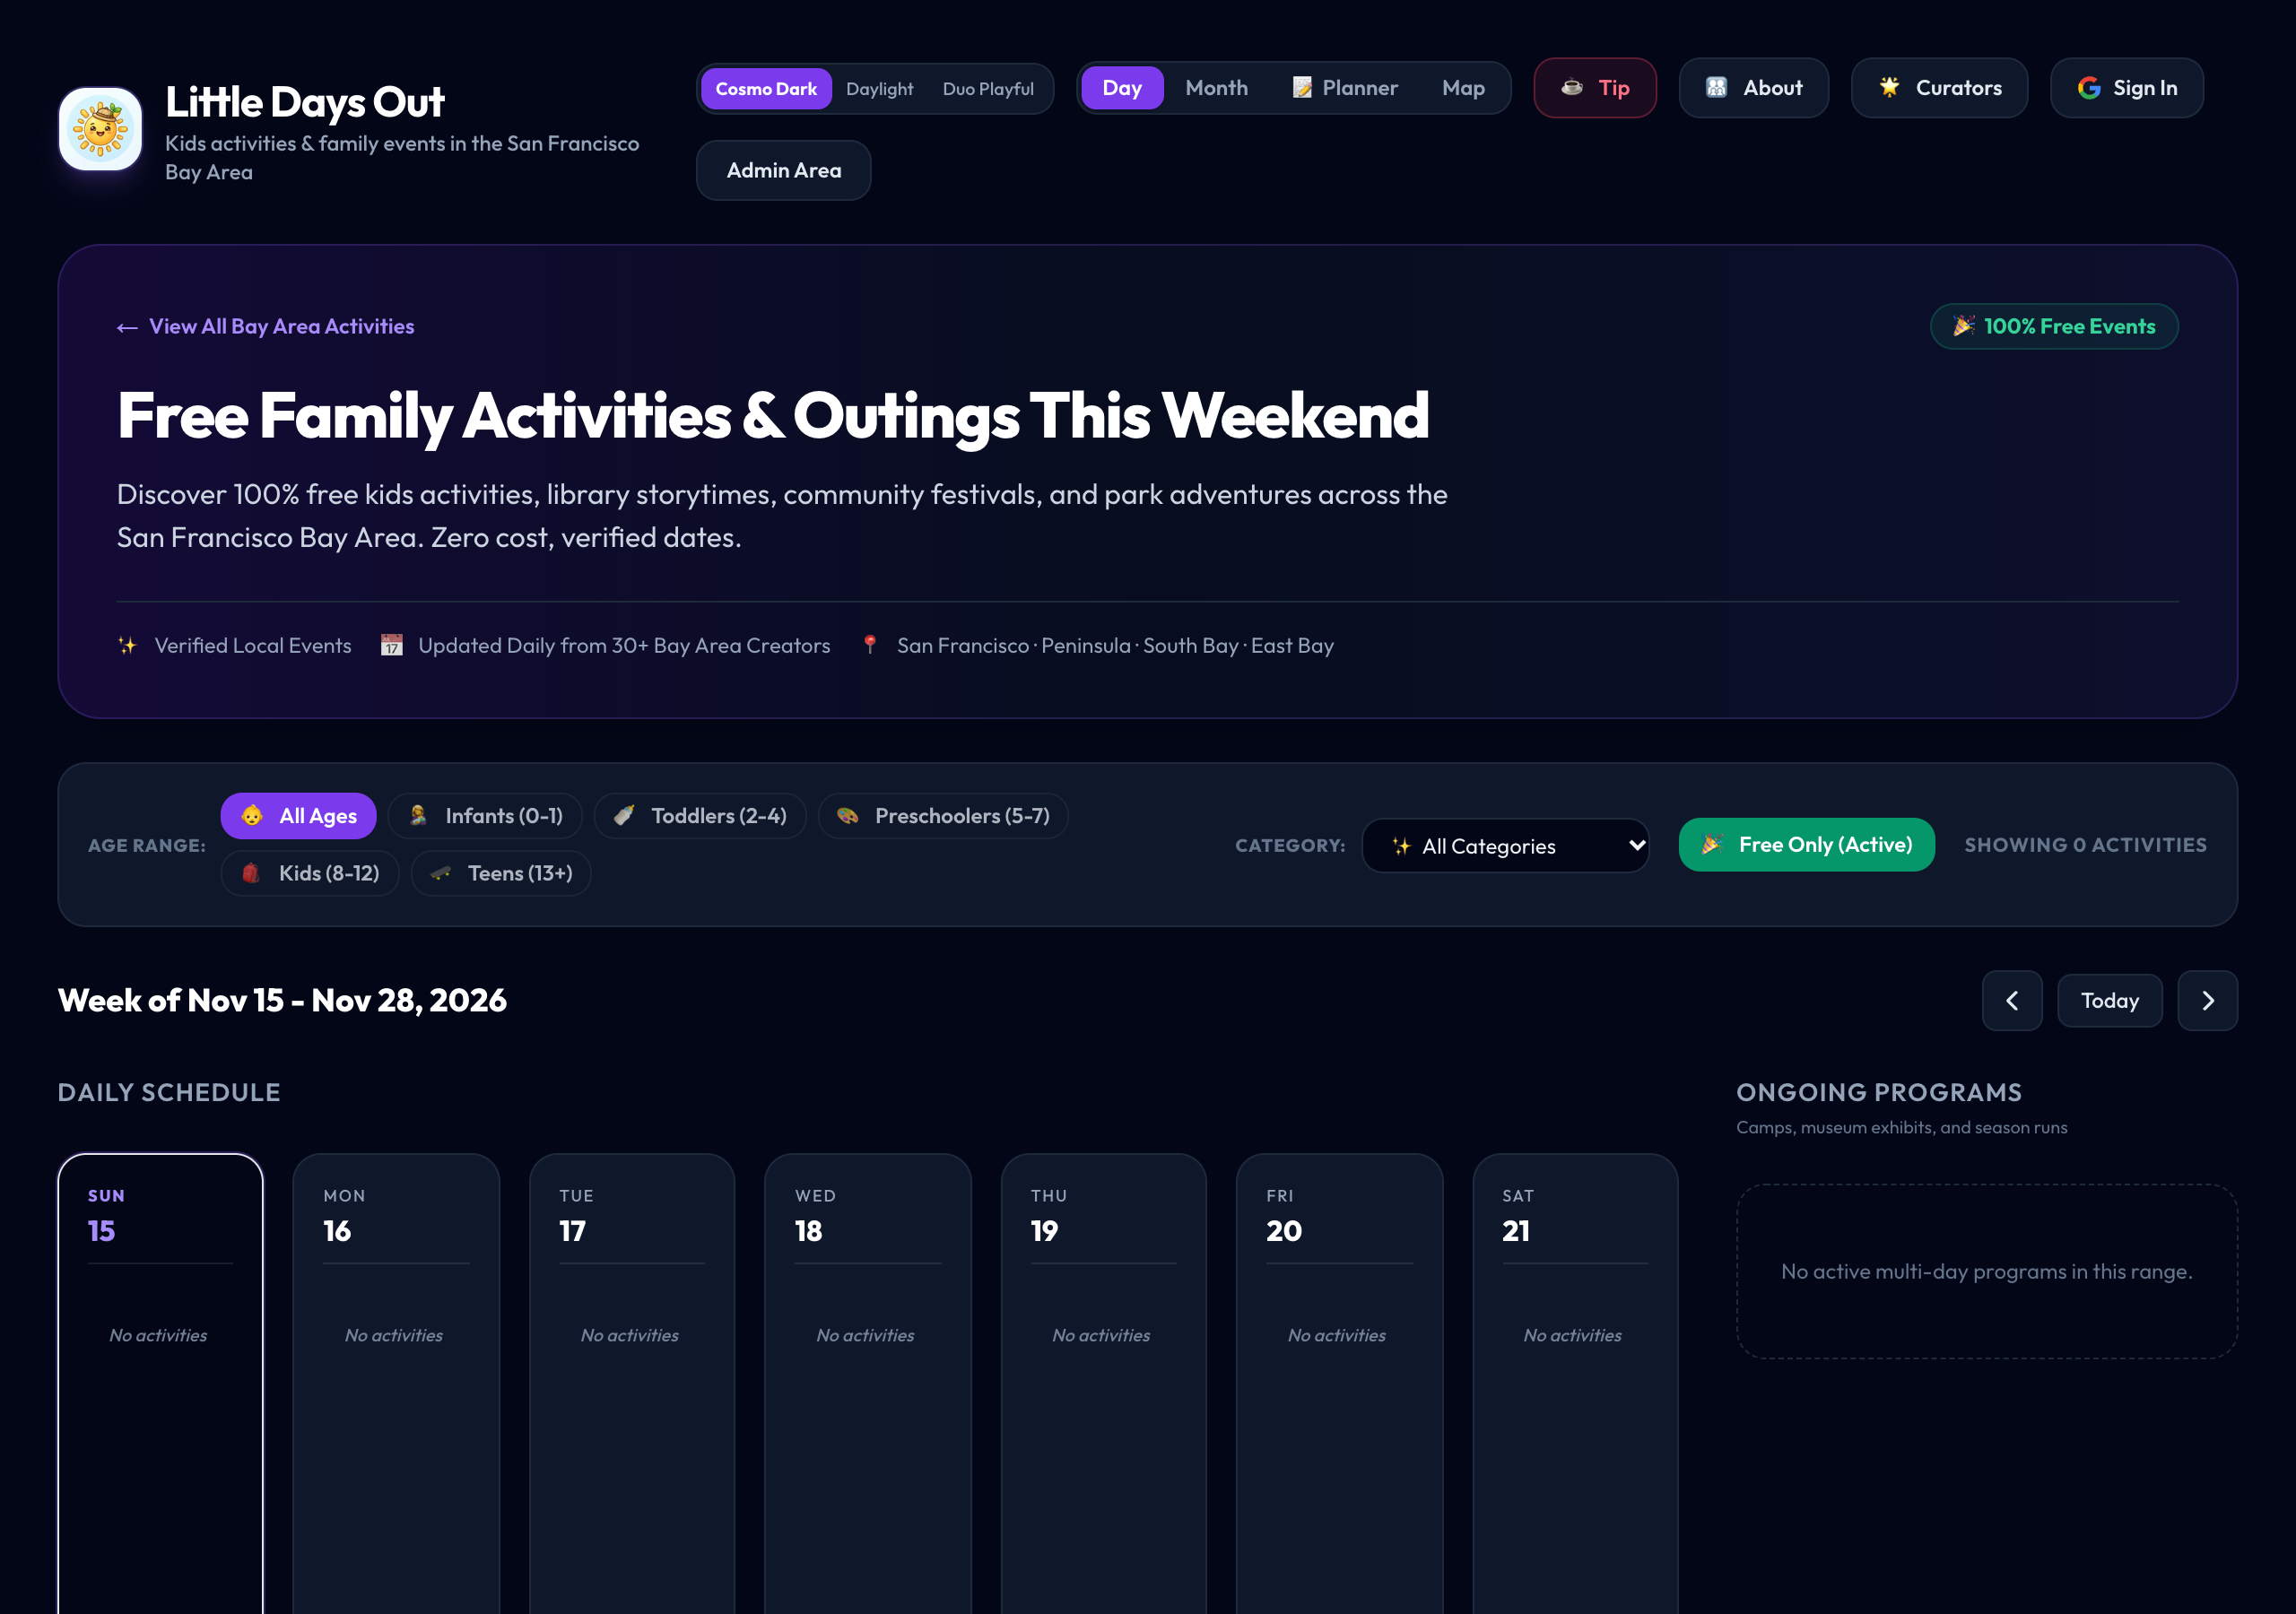 Little Days Out
Kids activities & family events in the San Francisco
Bay Area
Cosmo Dark Daylight Duo Playful
Day Month Planner Map
Tip
About
Curators
Sign In
Admin Area
← View All Bay Area Activities
100% Free Events
Free Family Activities & Outings This Weekend
Discover 100% free kids activities, library storytimes, community festivals, and park adventures across the
San Francisco Bay Area. Zero cost, verified dates.
Verified Local Events
17 Updated Daily from 30+ Bay Area Creators
San Francisco · Peninsula · South Bay · East Bay
AGE RANGE:
All Ages Infants (0-1) Toddlers (2-4) Preschoolers (5-7)
Kids (8-12) Teens (13+)
CATEGORY:
All Categories
Free Only (Active)
SHOWING 0 ACTIVITIES
Week of Nov 15 - Nov 28, 2026
Today
DAILY SCHEDULE
SUN
15
No activities
MON
16
No activities
TUE
17
No activities
WED
18
No activities
THU
19
No activities
FRI
20
No activities
SAT
21
No activities
ONGOING PROGRAMS
Camps, museum exhibits, and season runs
No active multi-day programs in this range.